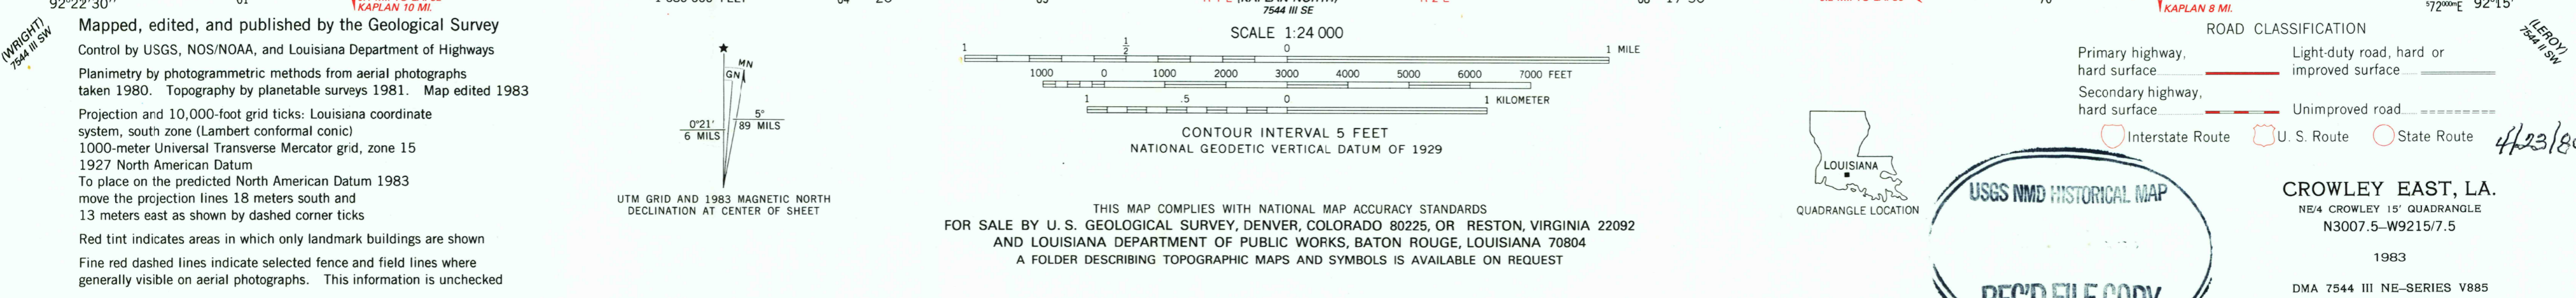 92°22'30"
KAPLAN 10 MI.
(KAPLAN NORTH)
7544 III SE
KAPLAN 8 MI.
⁵72⁰⁰⁰ᵐE 92°15'
(WRIGHT)
7544 III SW
(LEROY)
7544 II SW
Mapped, edited, and published by the Geological Survey
Control by USGS, NOS/NOAA, and Louisiana Department of Highways
Planimetry by photogrammetric methods from aerial photographs
taken 1980. Topography by planetable surveys 1981. Map edited 1983
Projection and 10,000-foot grid ticks: Louisiana coordinate
system, south zone (Lambert conformal conic)
1000-meter Universal Transverse Mercator grid, zone 15
1927 North American Datum
To place on the predicted North American Datum 1983
move the projection lines 18 meters south and
13 meters east as shown by dashed corner ticks
Red tint indicates areas in which only landmark buildings are shown
Fine red dashed lines indicate selected fence and field lines where
generally visible on aerial photographs. This information is unchecked
★
MN
GN
0°21'
6 MILS
5°
89 MILS
UTM GRID AND 1983 MAGNETIC NORTH
DECLINATION AT CENTER OF SHEET
SCALE 1:24 000
1 ½ 0 1 MILE
1000 0 1000 2000 3000 4000 5000 6000 7000 FEET
1 .5 0 1 KILOMETER
CONTOUR INTERVAL 5 FEET
NATIONAL GEODETIC VERTICAL DATUM OF 1929
THIS MAP COMPLIES WITH NATIONAL MAP ACCURACY STANDARDS
FOR SALE BY U. S. GEOLOGICAL SURVEY, DENVER, COLORADO 80225, OR RESTON, VIRGINIA 22092
AND LOUISIANA DEPARTMENT OF PUBLIC WORKS, BATON ROUGE, LOUISIANA 70804
A FOLDER DESCRIBING TOPOGRAPHIC MAPS AND SYMBOLS IS AVAILABLE ON REQUEST
LOUISIANA
QUADRANGLE LOCATION
ROAD CLASSIFICATION
Primary highway,
hard surface
Light-duty road, hard or
improved surface
Secondary highway,
hard surface
Unimproved road
Interstate Route U. S. Route State Route
USGS NMD HISTORICAL MAP
REC'D FILE COPY
CROWLEY EAST, LA.
NE/4 CROWLEY 15' QUADRANGLE
N3007.5–W9215/7.5
1983
DMA 7544 III NE–SERIES V885